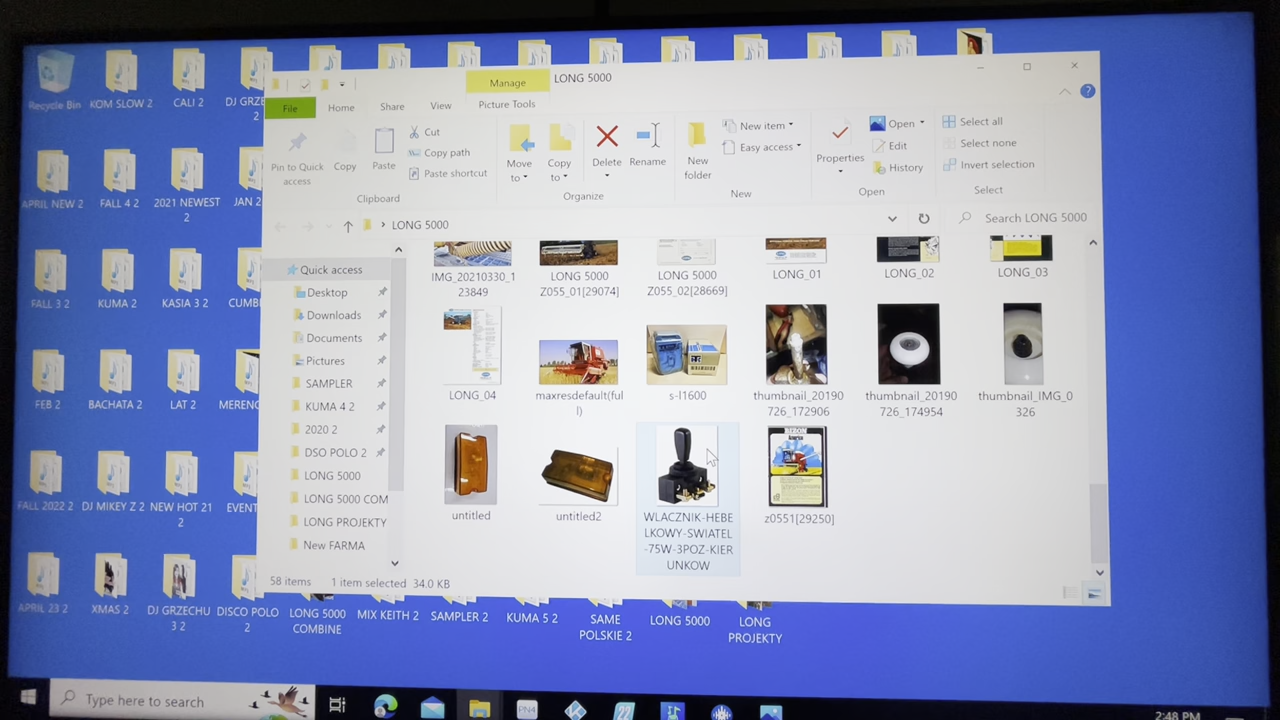 Manage
LONG 5000
File
Home
Share
View
Picture Tools
Pin to Quick
access
Copy
Paste
Cut
Copy path
Paste shortcut
Clipboard
Move
to
Copy
to
Delete
Rename
Organize
New
folder
New item
Easy access
New
Properties
Open
Edit
History
Open
Select all
Select none
Invert selection
Select
LONG 5000
Search LONG 5000
Quick access
Desktop
Downloads
Documents
Pictures
SAMPLER
KUMA 4 2
2020 2
DSO POLO 2
LONG 5000
LONG 5000 COM
LONG PROJEKTY
New FARMA
IMG_20210330_1
23849
LONG 5000
Z055_01[29074]
LONG 5000
Z055_02[28669]
LONG_01
LONG_02
LONG_03
LONG_04
maxresdefault(ful
l)
s-l1600
thumbnail_20190
726_172906
thumbnail_20190
726_174954
thumbnail_IMG_0
326
untitled
untitled2
WLACZNIK-HEBE
LKOWY-SWIATEL
-75W-3POZ-KIER
UNKOW
BIZON
z0551[29250]
58 items
1 item selected 34.0 KB
Recycle Bin
KOM SLOW 2
CALI 2
DJ GRZE
2
APRIL NEW 2
FALL 4 2
2021 NEWEST
2
JAN 2
FALL 3 2
KUMA 2
KASIA 3 2
CUMB
FEB 2
BACHATA 2
LAT 2
MERENG
FALL 2022 2
DJ MIKEY Z 2
NEW HOT 21
2
EVENT
APRIL 23 2
XMAS 2
DJ GRZECHU
3 2
DISCO POLO
2
LONG 5000
COMBINE
MIX KEITH 2
SAMPLER 2
KUMA 5 2
SAME
POLSKIE 2
LONG 5000
LONG
PROJEKTY
Type here to search
PN4
22
2:48 PM